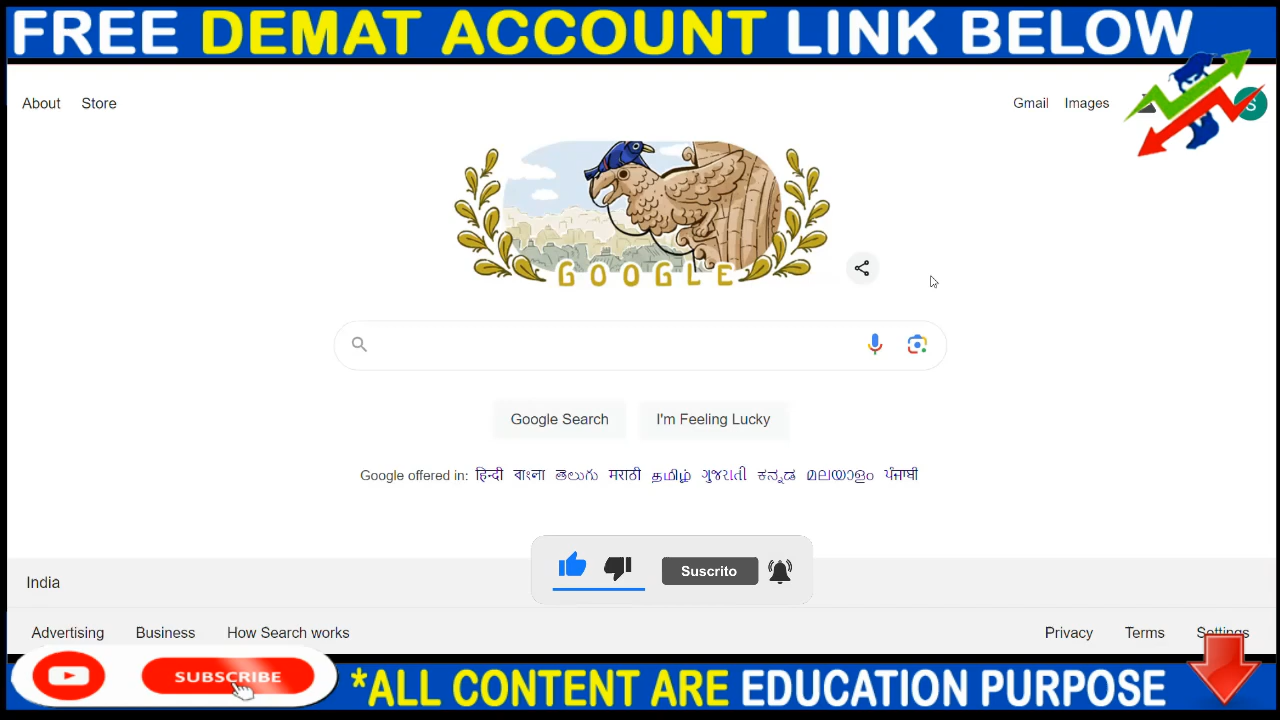 FREE DEMAT ACCOUNT LINK BELOW
About Store Gmail Images
S
GOOGLE
Google Search I'm Feeling Lucky
Google offered in: हिन्दी বাংলা తెలుగు मराठी தமிழ் ગુજરાતી ಕನ್ನಡ മലയാളം ਪੰਜਾਬੀ
Suscrito
India
Advertising Business How Search works Privacy Terms Settings
SUBSCRIBE
*ALL CONTENT ARE EDUCATION PURPOSE